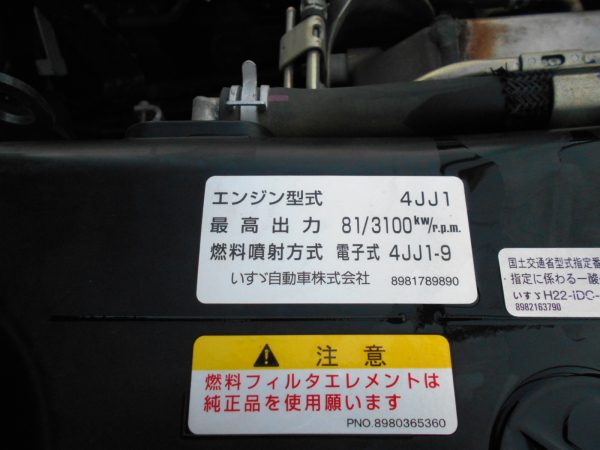 エンジン型式 4JJ1
最高出力 81/3100kw/r.p.m.
燃料噴射方式 電子式 4JJ1-9
いすゞ自動車株式会社 8981789890
国土交通省型式指定番
指定に係わる一酸
いすゞH22-IDC-
8982163790
注意
燃料フィルタエレメントは
純正品を使用願います
PNO.8980365360